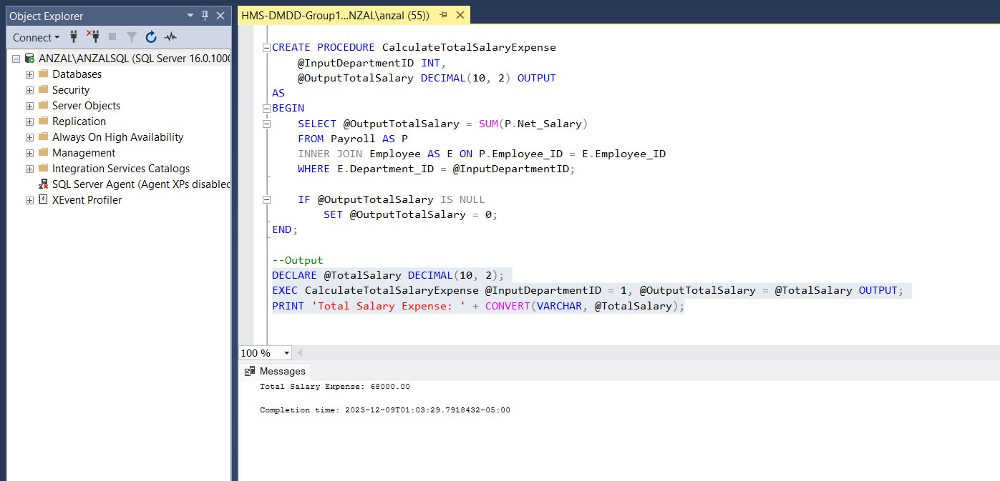 Object Explorer
Connect
ANZAL\ANZALSQL (SQL Server 16.0.1000
Databases
Security
Server Objects
Replication
Always On High Availability
Management
Integration Services Catalogs
SQL Server Agent (Agent XPs disabled
XEvent Profiler
HMS-DMDD-Group1...NZAL\anzal (55))
CREATE PROCEDURE CalculateTotalSalaryExpense
@InputDepartmentID INT,
@OutputTotalSalary DECIMAL(10, 2) OUTPUT
AS
BEGIN
SELECT @OutputTotalSalary = SUM(P.Net_Salary)
FROM Payroll AS P
INNER JOIN Employee AS E ON P.Employee_ID = E.Employee_ID
WHERE E.Department_ID = @InputDepartmentID;
IF @OutputTotalSalary IS NULL
SET @OutputTotalSalary = 0;
END;
--Output
DECLARE @TotalSalary DECIMAL(10, 2);
EXEC CalculateTotalSalaryExpense @InputDepartmentID = 1, @OutputTotalSalary = @TotalSalary OUTPUT;
PRINT 'Total Salary Expense: ' + CONVERT(VARCHAR, @TotalSalary);
100 %
Messages
Total Salary Expense: 68000.00
Completion time: 2023-12-09T01:03:29.7918432-05:00